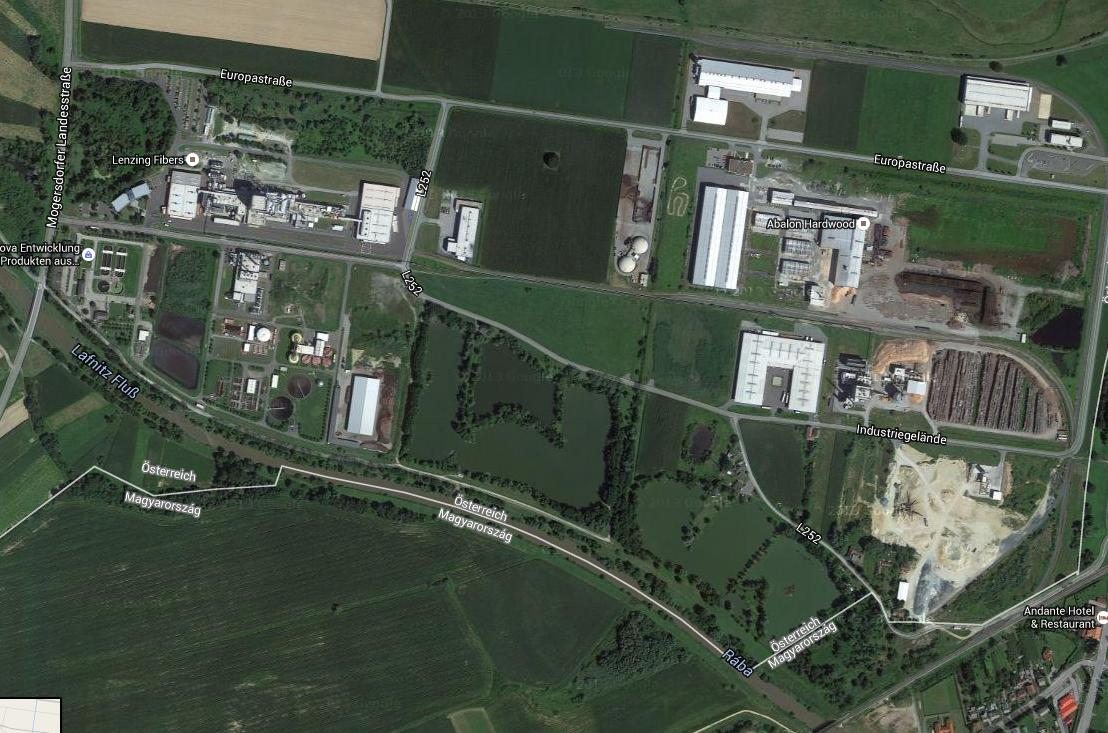 Europastraße
Mogersdorfer Landesstraße
Lenzing Fibers
L252
Europastraße
Abalon Hardwood
ova Entwicklung
Produkten aus...
L252
Lafnitz Fluß
Industriegelände
Österreich
Magyarország
Österreich
Magyarország
L252
Österreich
Magyarország
Rába
Andante Hotel
& Restaurant